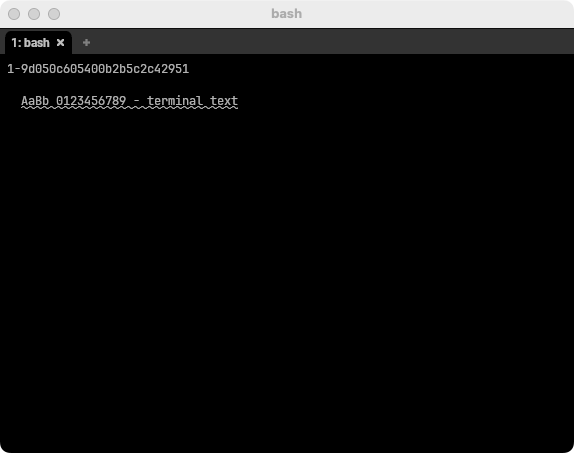 bash
1: bash × +
1-9d050c605400b2b5c2c42951
AaBb 0123456789 - terminal text